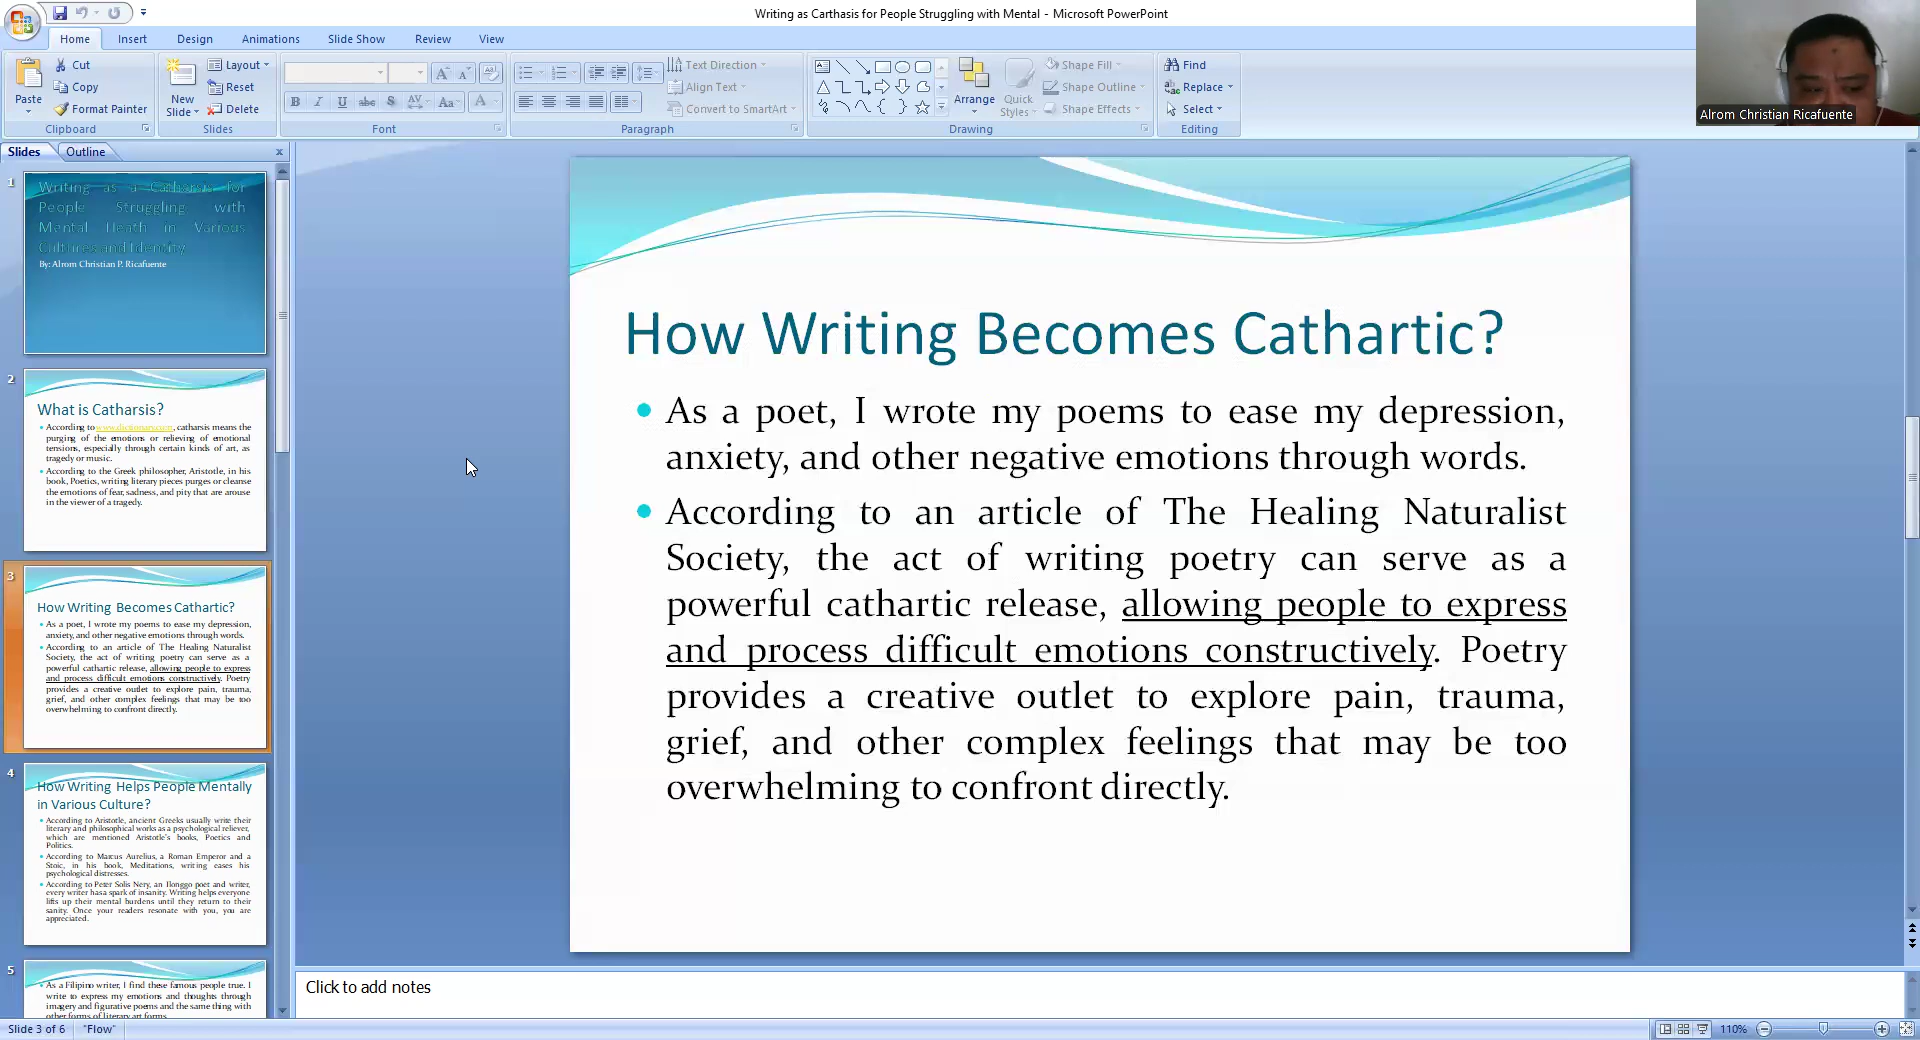 Writing as Carthasis for People Struggling with Mental - Microsoft PowerPoint
Home
Insert
Design
Animations
Slide Show
Review
View
Paste
Cut
Copy
Format Painter
Clipboard
New Slide
Layout
Reset
Delete
Slides
Font
Text Direction
Align Text
Convert to SmartArt
Paragraph
Arrange
Quick Styles
Shape Fill
Shape Outline
Shape Effects
Drawing
Find
Replace
Select
Editing
Alrom Christian Ricafuente
Slides
Outline
1
Writing as a Catharsis for
People Struggling with
Mental Heath in Various
Cultures and Identity
By: Alrom Christian P. Ricafuente
2
What is Catharsis?
According to www.dictionary.com, catharsis means the
purging of the emotions or relieving of emotional
tensions, especially through certain kinds of art, as
tragedy or music.
According to the Greek philosopher, Aristotle, in his
book, Poetics, writing literary pieces purges or cleanse
the emotions of fear, sadness, and pity that are arouse
in the viewer of a tragedy.
3
How Writing Becomes Cathartic?
As a poet, I wrote my poems to ease my depression,
anxiety, and other negative emotions through words.
According to an article of The Healing Naturalist
Society, the act of writing poetry can serve as a
powerful cathartic release, allowing people to express
and process difficult emotions constructively. Poetry
provides a creative outlet to explore pain, trauma,
grief, and other complex feelings that may be too
overwhelming to confront directly.
4
How Writing Helps People Mentally
in Various Culture?
According to Aristotle, ancient Greeks usually write their
literary and philosophical works as a psychological reliever,
which are mentioned Aristotle's books, Poetics and
Politics.
According to Marcus Aurelius, a Roman Emperor and a
Stoic, in his book, Meditations, writing eases his
psychological distresses.
According to Peter Solis Nery, an Ilonggo poet and writer,
every writer has a spark of insanity. Writing helps everyone
lifts up their mental burdens until they return to their
sanity. Once your readers resonate with you, you are
appreciated.
5
As a Filipino writer, I find these famous people true. I
write to express my emotions and thoughts through
imagery and figurative poems and the same thing with
other forms of literary art forms.
How Writing Becomes Cathartic?
As a poet, I wrote my poems to ease my depression,
anxiety, and other negative emotions through words.
According to an article of The Healing Naturalist
Society, the act of writing poetry can serve as a
powerful cathartic release, allowing people to express
and process difficult emotions constructively. Poetry
provides a creative outlet to explore pain, trauma,
grief, and other complex feelings that may be too
overwhelming to confront directly.
Click to add notes
Slide 3 of 6
"Flow"
110%